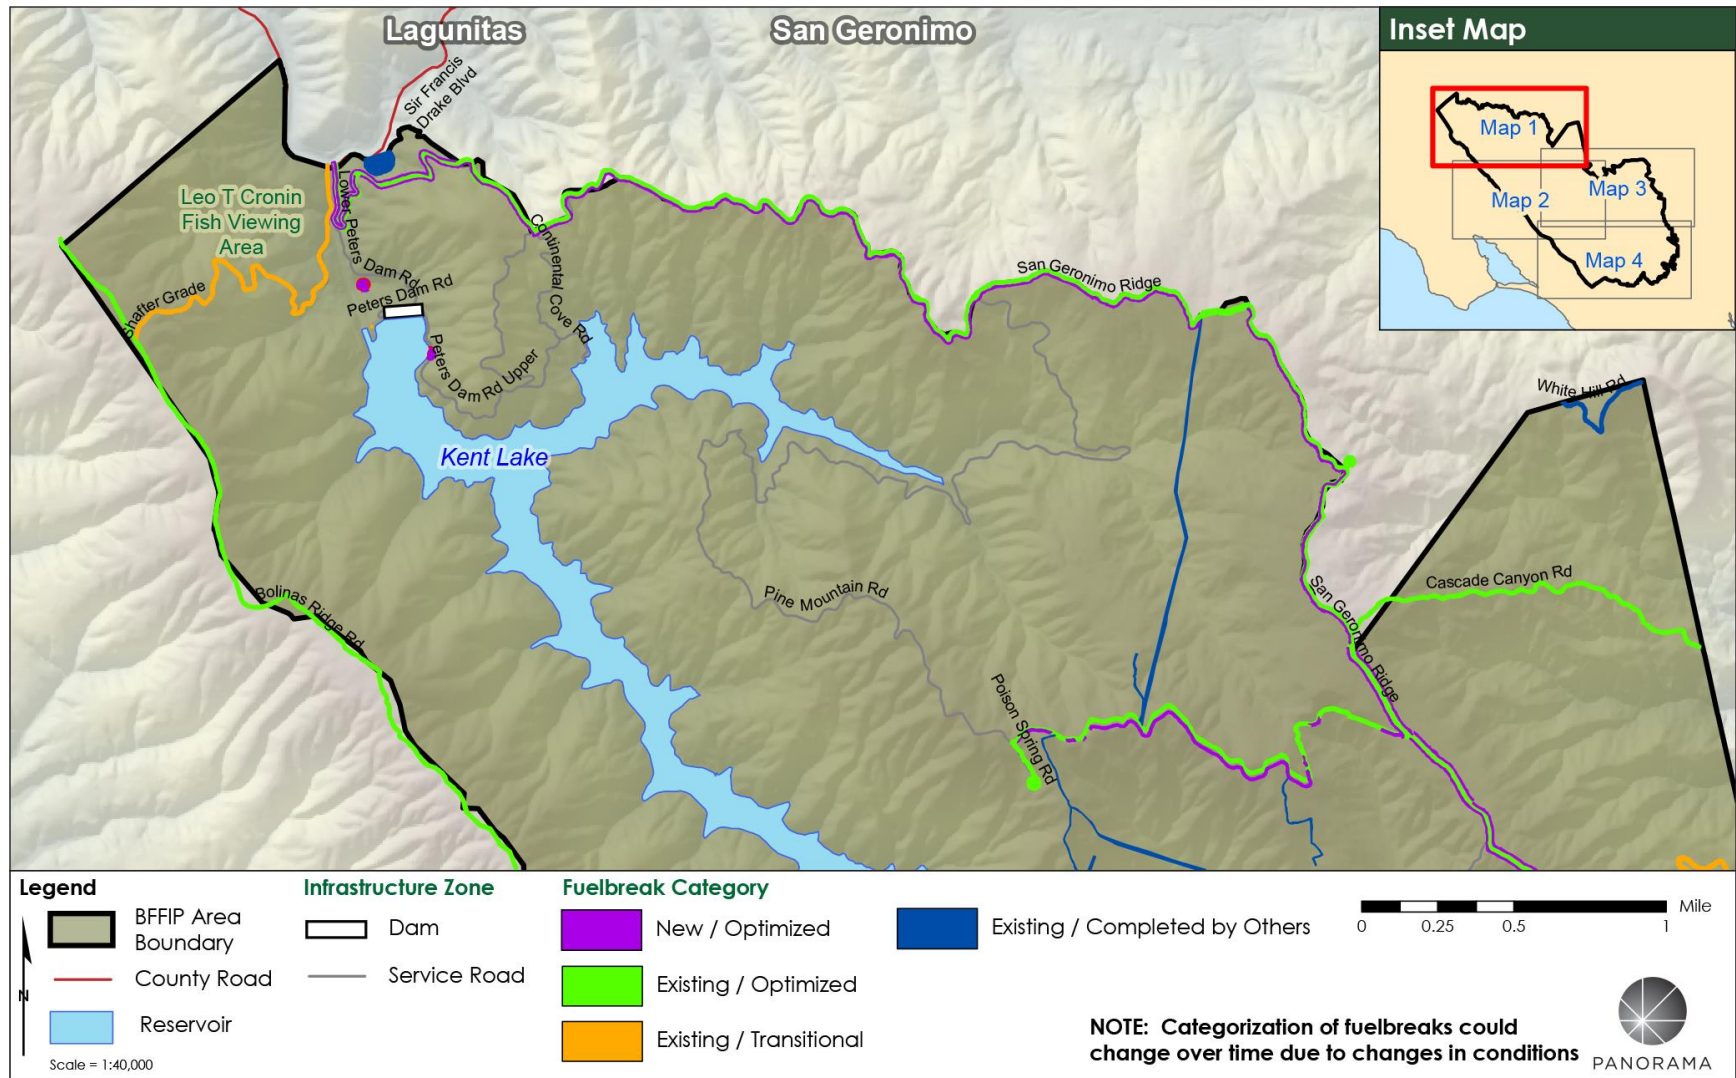 Lagunitas
San Geronimo
Sir Francis
Drake Blvd
Inset Map
Map 1
Map 2
Map 3
Map 4
Leo T Cronin
Fish Viewing
Area
Lower Peters
Dam Rd
Peters Dam Rd
Shafter Grade
Continental Cove Rd
Peters Dam Rd Upper
San Geronimo Ridge
White Hill Rd
Kent Lake
Pine Mountain Rd
Cascade Canyon Rd
Bolinas Ridge Rd
San Geronimo Ridge
Poison Spring Rd
Legend
BFFIP Area
Boundary
County Road
Reservoir
N
Scale = 1:40,000
Infrastructure Zone
Dam
Service Road
Fuelbreak Category
New / Optimized
Existing / Optimized
Existing / Transitional
Existing / Completed by Others
Mile
0 0.25 0.5 1
NOTE: Categorization of fuelbreaks could
change over time due to changes in conditions
PANORAMA